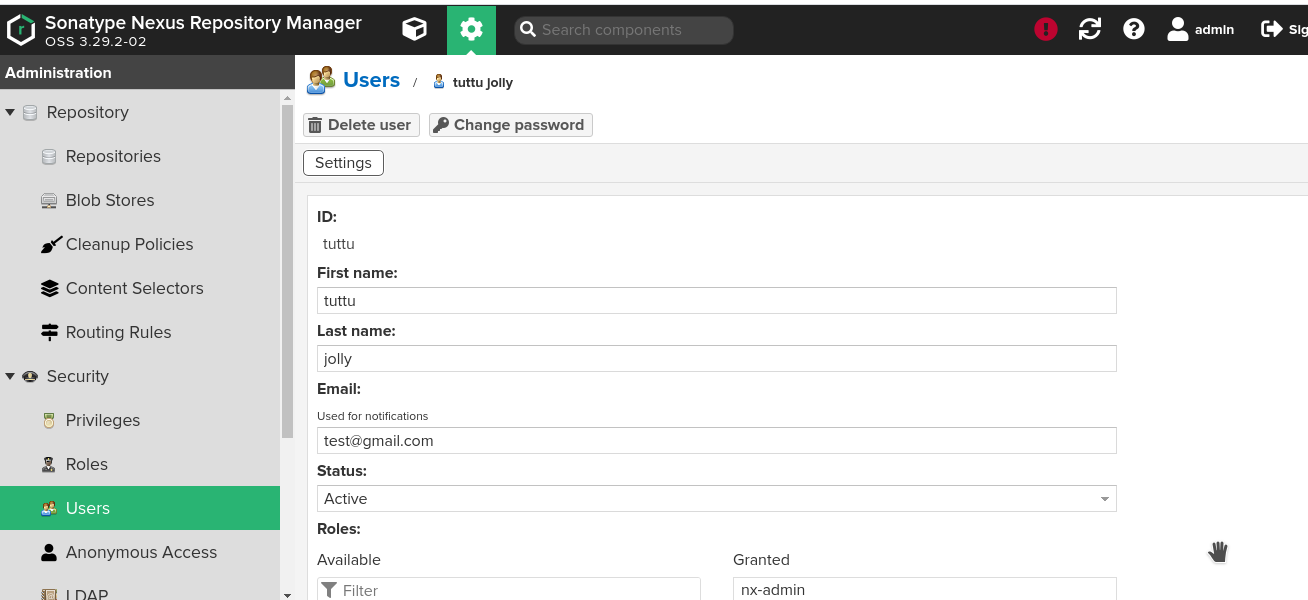 Sonatype Nexus Repository Manager
OSS 3.29.2-02
Search components
admin
Sig
Administration
Repository
Repositories
Blob Stores
Cleanup Policies
Content Selectors
Routing Rules
Security
Privileges
Roles
Users
Anonymous Access
LDAP
Users / tuttu jolly
Delete user Change password
Settings
ID:
tuttu
First name:
tuttu
Last name:
jolly
Email:
Used for notifications
test@gmail.com
Status:
Active
Roles:
Available Granted
Filter nx-admin